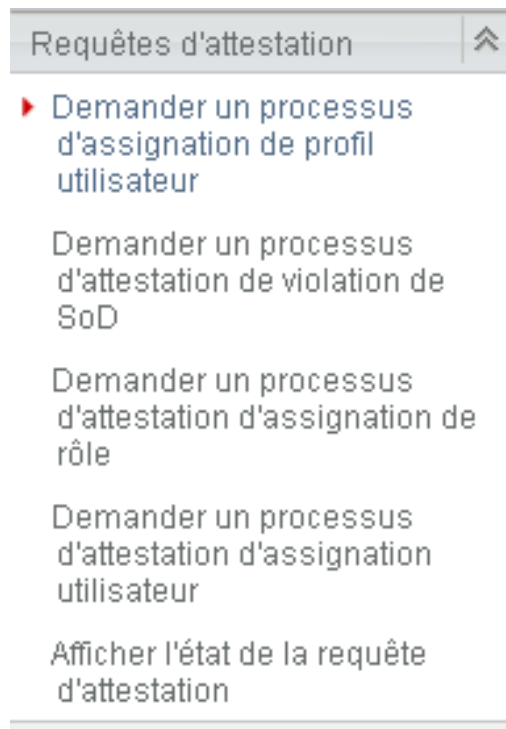 Requêtes d'attestation
Demander un processus
d'assignation de profil
utilisateur
Demander un processus
d'attestation de violation de
SoD
Demander un processus
d'attestation d'assignation de
rôle
Demander un processus
d'attestation d'assignation
utilisateur
Afficher l'état de la requête
d'attestation